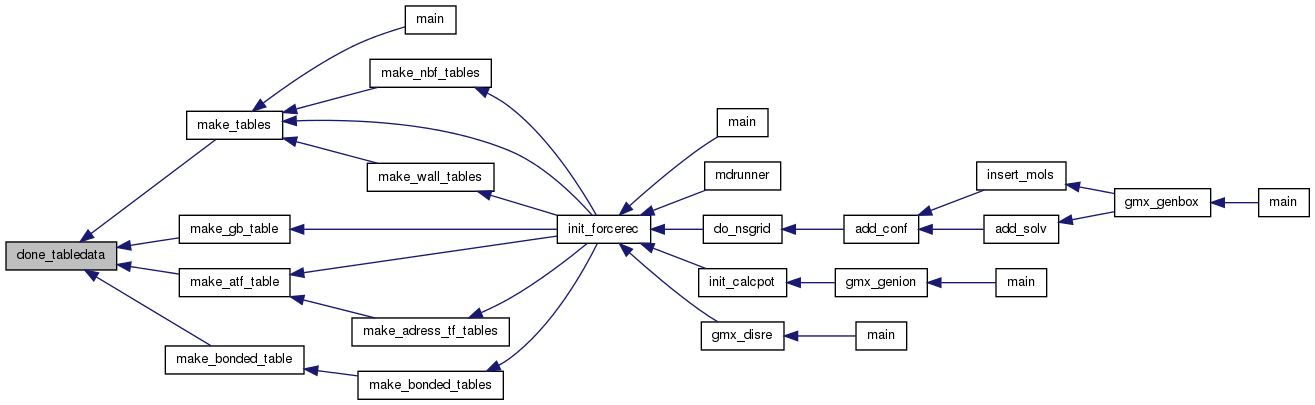 main
make_nbf_tables
make_tables
main
mdrunner
make_wall_tables
insert_mols
gmx_genbox
main
make_gb_table
init_forcerec
do_nsgrid
add_conf
add_solv
done_tabledata
make_atf_table
init_calcpot
gmx_genion
main
make_adress_tf_tables
gmx_disre
main
make_bonded_table
make_bonded_tables